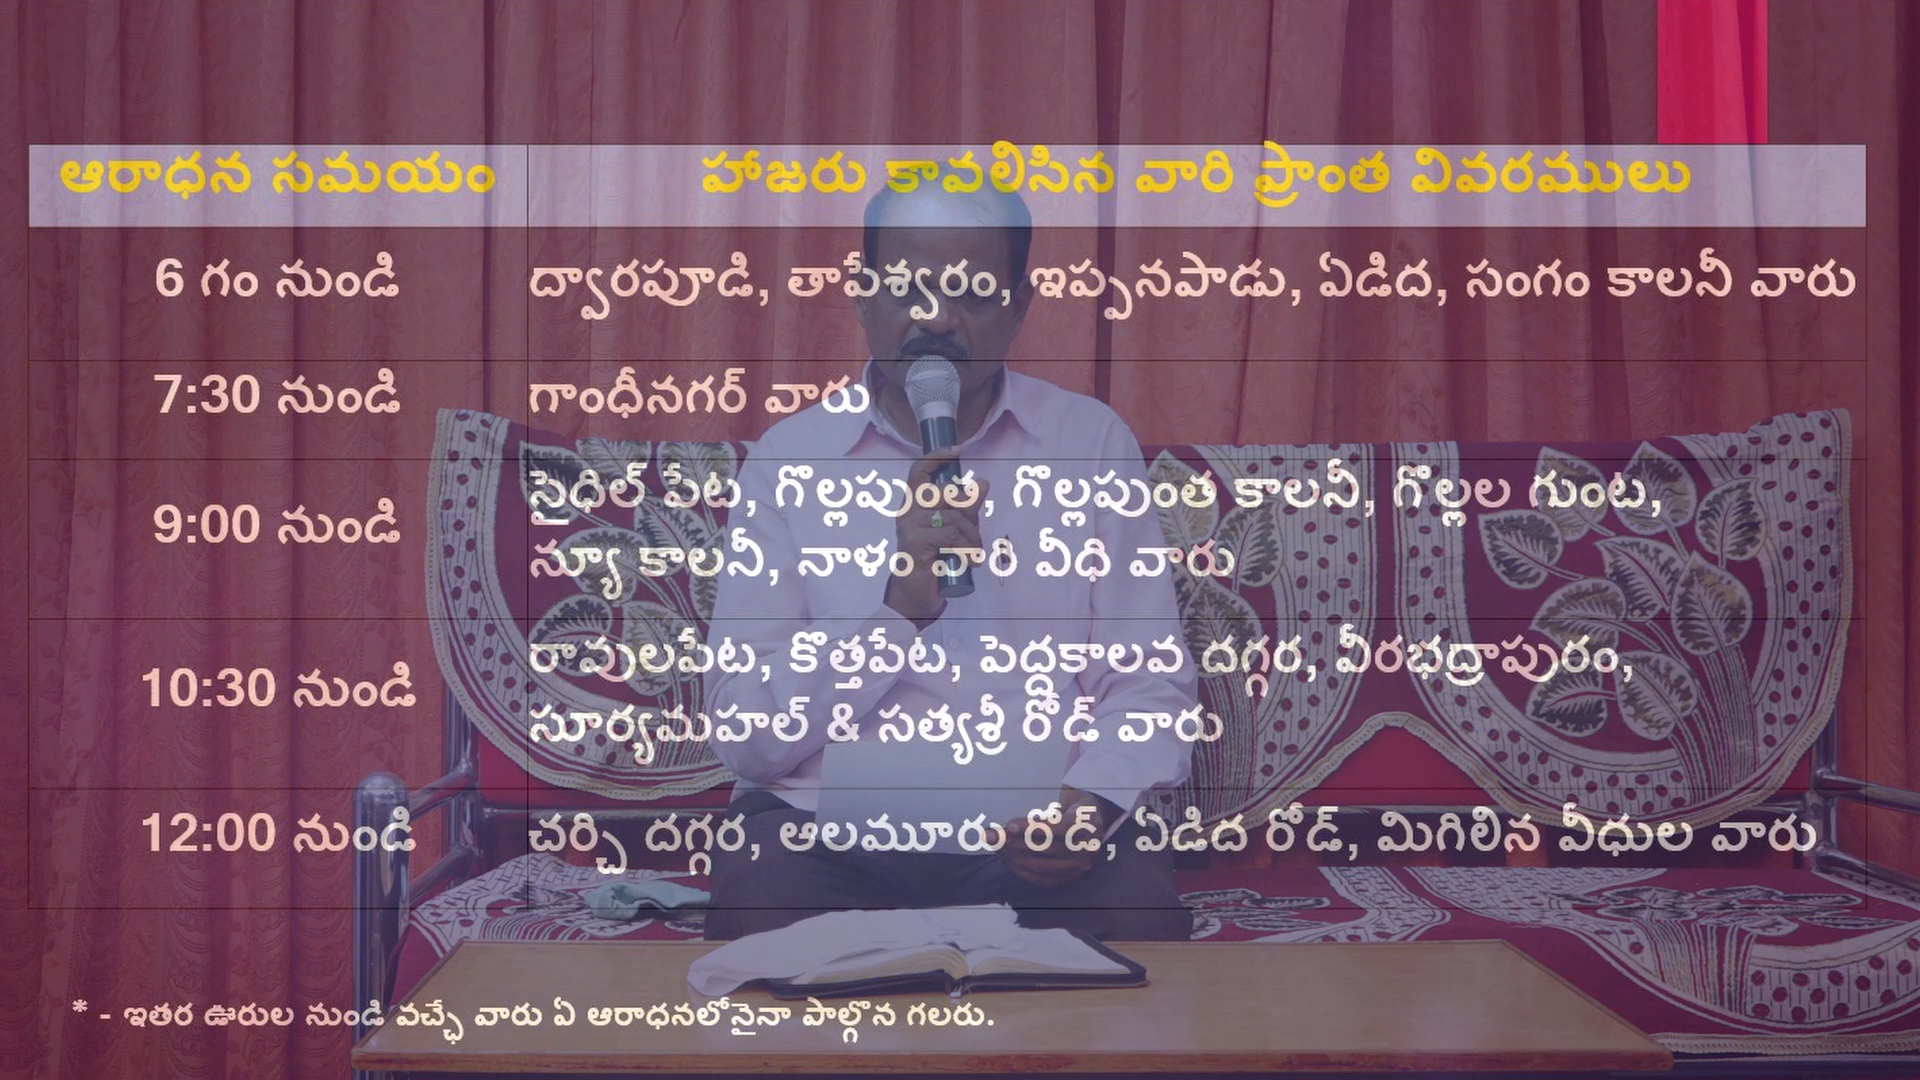 ఆరాధన సమయం హాజరు కావలిసిన వారి ప్రాంత వివరములు
6 గం నుండి ద్వారపూడి, తాపేశ్వరం, ఇప్పనపాడు, ఏడిద, సంగం కాలనీ వారు
7:30 నుండి గాంధీనగర్ వారు
9:00 నుండి సైధిల్ పేట, గొల్లపుంత, గొల్లపుంత కాలనీ, గొల్లల గుంట,
న్యూ కాలనీ, నాళం వారి వీధి వారు
10:30 నుండి రావులపేట, కొత్తపేట, పెద్దకాలవ దగ్గర, వీరభద్రాపురం,
సూర్యమహల్ & సత్యశ్రీ రోడ్ వారు
12:00 నుండి చర్చి దగ్గర, ఆలమూరు రోడ్, ఏడిద రోడ్, మిగిలిన వీధుల వారు
* - ఇతర ఊరుల నుండి వచ్ఛే వారు ఏ ఆరాధనలోనైనా పాల్గొన గలరు.